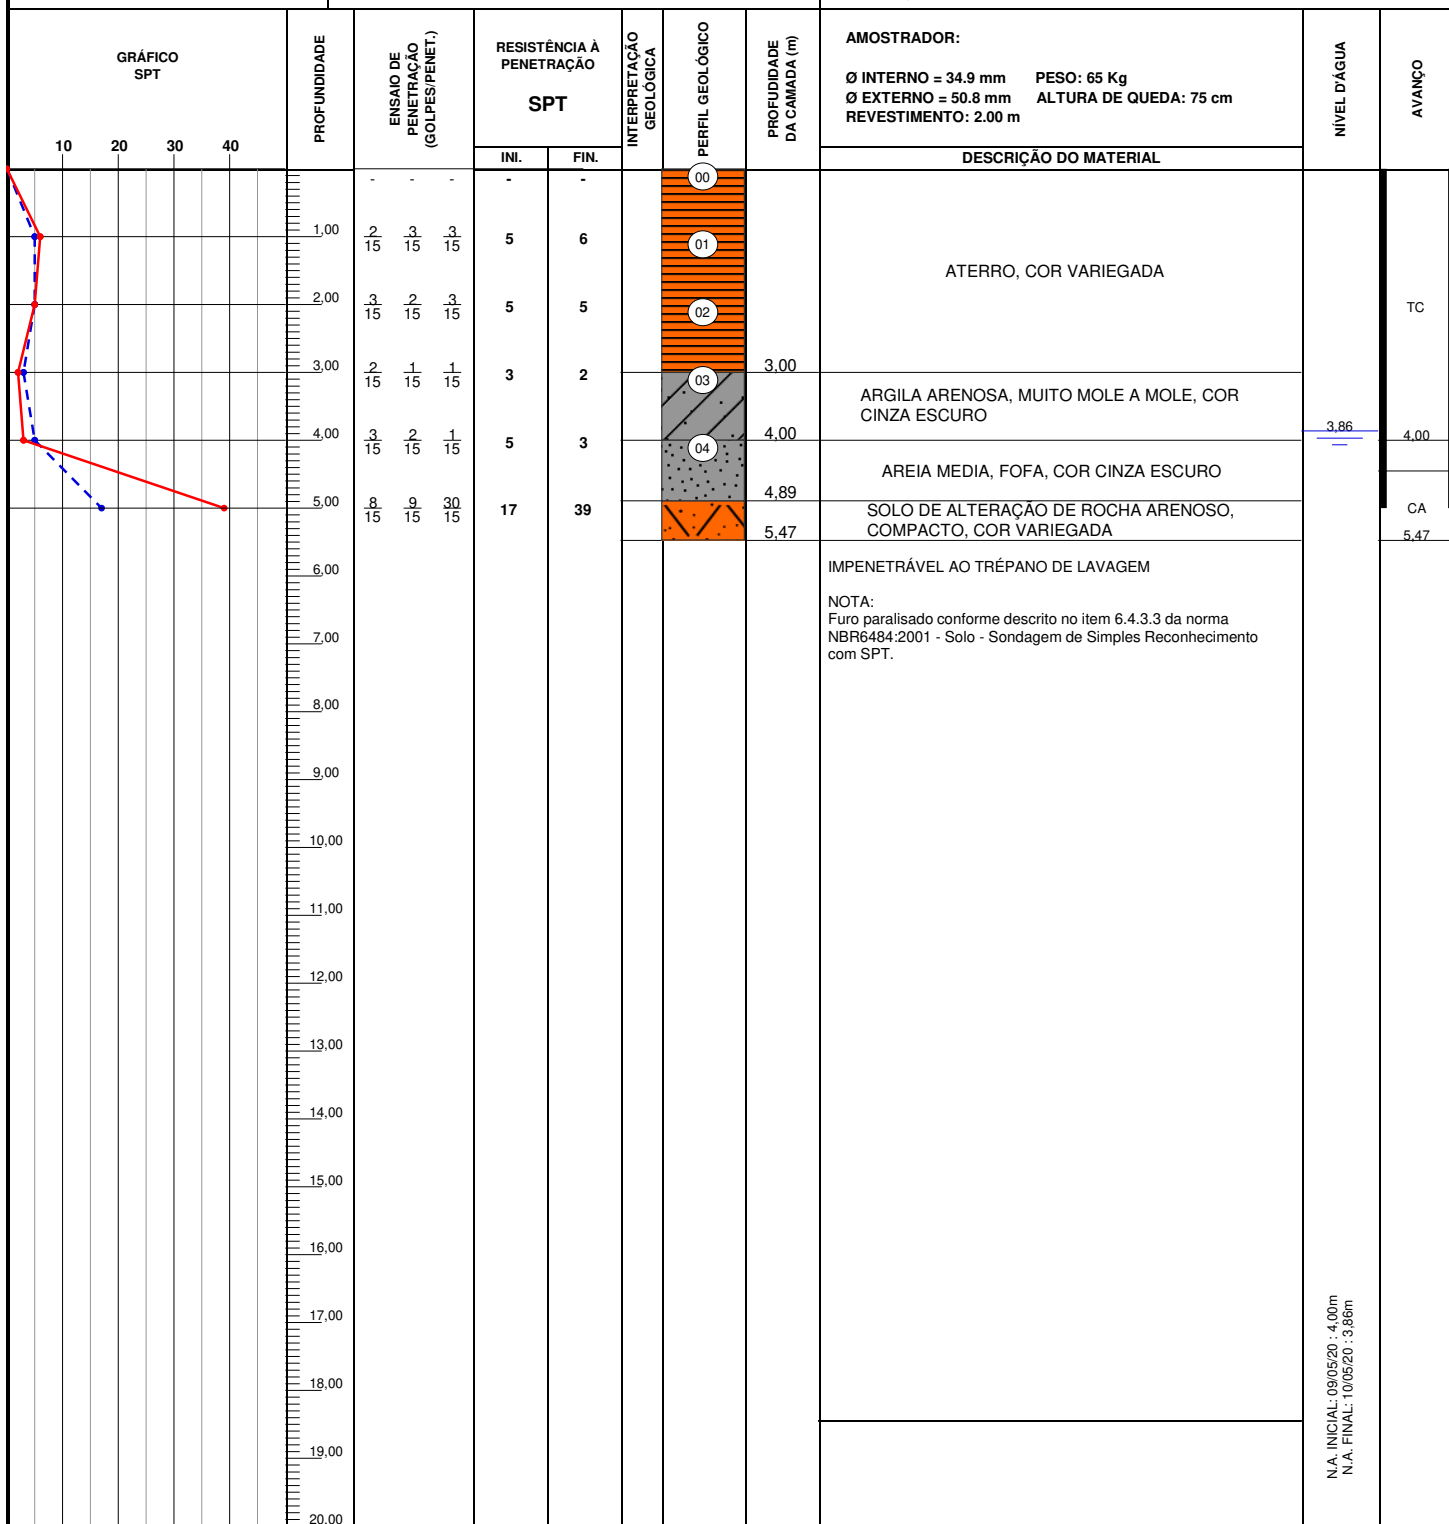 GRÁFICO
SPT
10 20 30 40
PROFUNDIDADE
ENSAIO DE
PENETRAÇÃO
(GOLPES/PENET.)
RESISTÊNCIA À
PENETRAÇÃO
SPT
INI. FIN.
INTERPRETAÇÃO
GEOLÓGICA
PERFIL GEOLÓGICO
PROFUDIDADE
DA CAMADA (m)
AMOSTRADOR:
Ø INTERNO = 34.9 mm PESO: 65 Kg
Ø EXTERNO = 50.8 mm ALTURA DE QUEDA: 75 cm
REVESTIMENTO: 2.00 m
DESCRIÇÃO DO MATERIAL
NÍVEL D'ÁGUA
AVANÇO
- - - - - 00
1,00 2/15 3/15 3/15 5 6 01
ATERRO, COR VARIEGADA
2,00 3/15 2/15 3/15 5 5 02 TC
3,00 2/15 1/15 1/15 3 2 03 3,00
ARGILA ARENOSA, MUITO MOLE A MOLE, COR
CINZA ESCURO
3,86
4,00 3/15 2/15 1/15 5 3 04 4,00 4,00
AREIA MEDIA, FOFA, COR CINZA ESCURO
4,89
5,00 8/15 9/15 30/15 17 39 CA
SOLO DE ALTERAÇÃO DE ROCHA ARENOSO,
COMPACTO, COR VARIEGADA
5,47 5,47
IMPENETRÁVEL AO TRÉPANO DE LAVAGEM
NOTA:
Furo paralisado conforme descrito no item 6.4.3.3 da norma
NBR6484:2001 - Solo - Sondagem de Simples Reconhecimento
com SPT.
6,00
7,00
8,00
9,00
10,00
11,00
12,00
13,00
14,00
15,00
16,00
17,00
18,00
19,00
20,00
N.A. INICIAL: 09/05/20 : 4,00m
N.A. FINAL: 10/05/20 : 3,86m